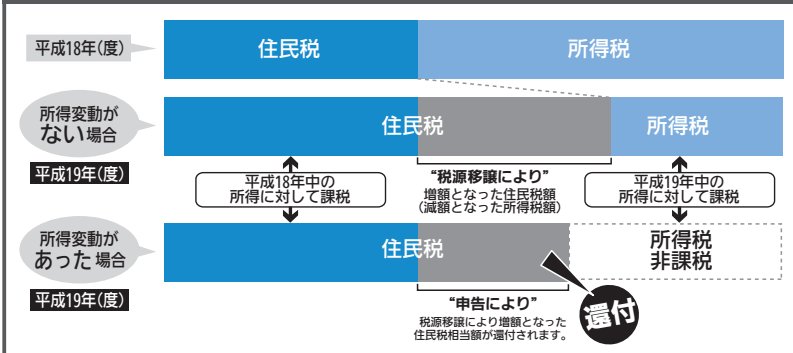 平成18年(度)
住民税
所得税
所得変動が
ない場合
平成19年(度)
住民税
所得税
平成18年中の
所得に対して課税
“税源移譲により”
増額となった住民税額
(減額となった所得税額)
平成19年中の
所得に対して課税
所得変動が
あった場合
平成19年(度)
住民税
所得税
非課税
“申告により”
税源移譲により増額となった
住民税相当額が還付されます。
還付